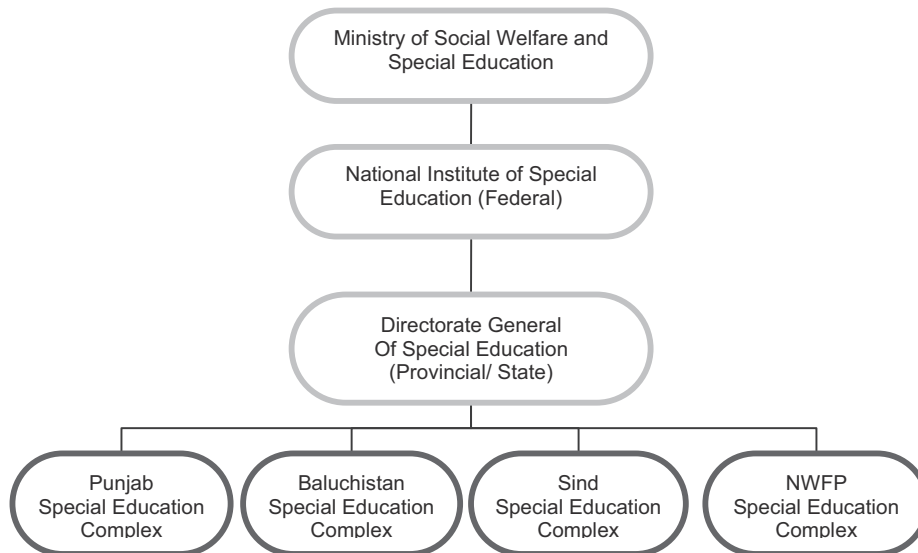 Ministry of Social Welfare and
Special Education
National Institute of Special
Education (Federal)
Directorate General
Of Special Education
(Provincial/ State)
Punjab
Special Education
Complex
Baluchistan
Special Education
Complex
Sind
Special Education
Complex
NWFP
Special Education
Complex